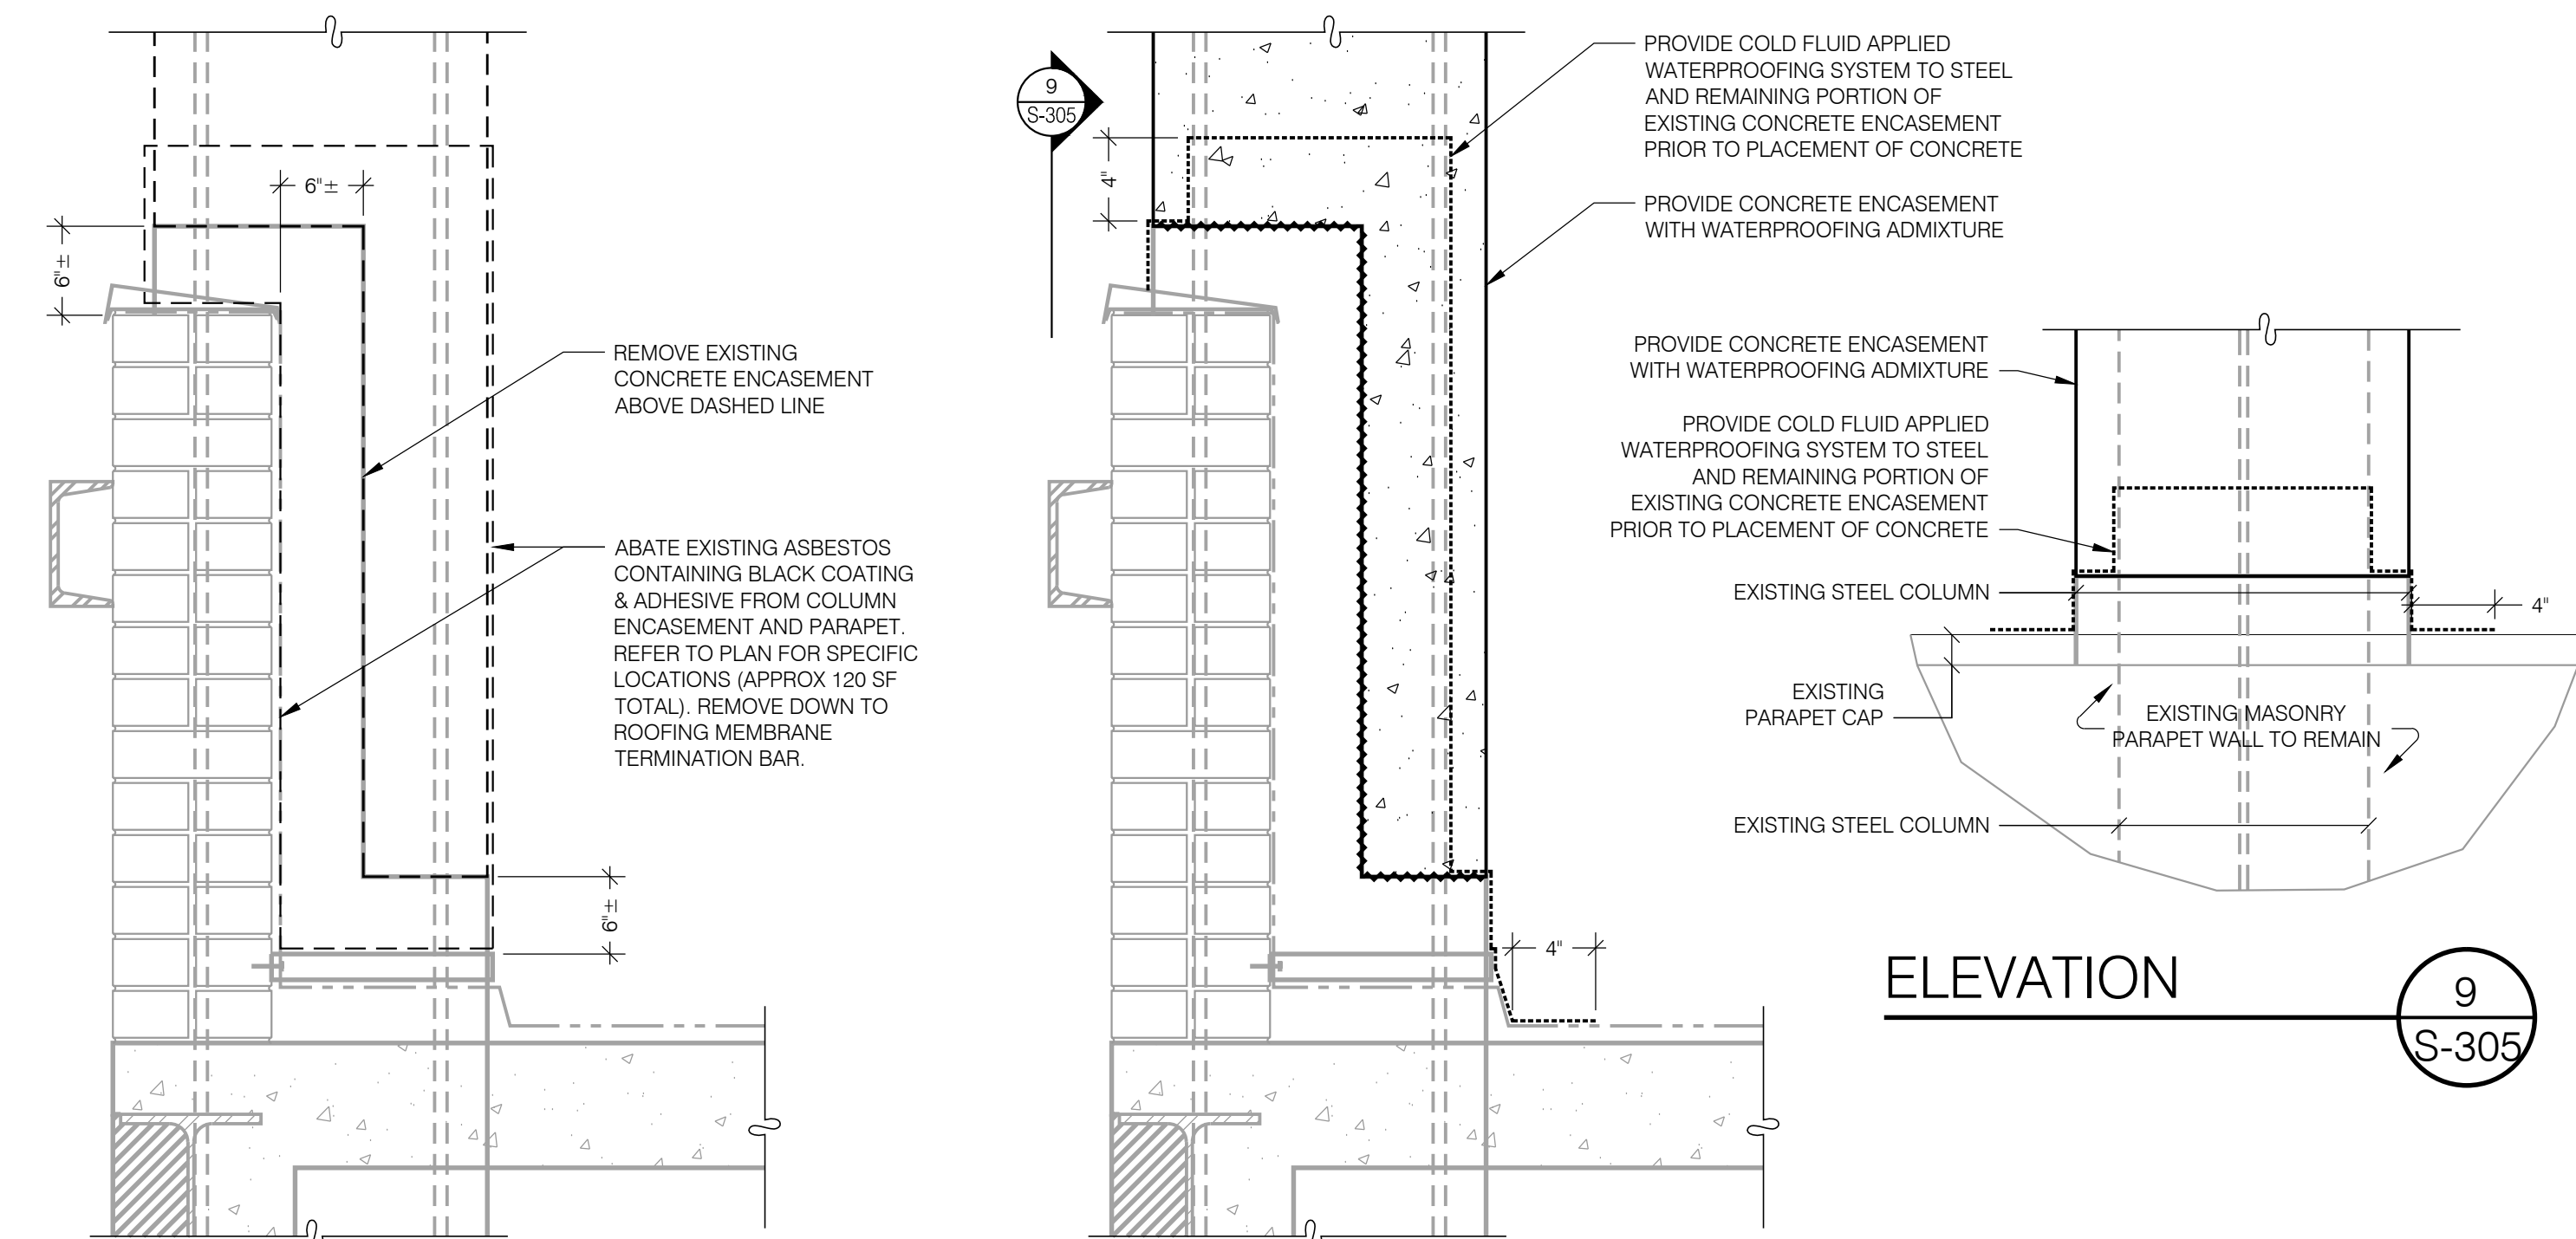 6"±
6"±
REMOVE EXISTING
CONCRETE ENCASEMENT
ABOVE DASHED LINE
ABATE EXISTING ASBESTOS
CONTAINING BLACK COATING
& ADHESIVE FROM COLUMN
ENCASEMENT AND PARAPET.
REFER TO PLAN FOR SPECIFIC
LOCATIONS (APPROX 120 SF
TOTAL). REMOVE DOWN TO
ROOFING MEMBRANE
TERMINATION BAR.
6"±
9
S-305
4"
PROVIDE COLD FLUID APPLIED
WATERPROOFING SYSTEM TO STEEL
AND REMAINING PORTION OF
EXISTING CONCRETE ENCASEMENT
PRIOR TO PLACEMENT OF CONCRETE
PROVIDE CONCRETE ENCASEMENT
WITH WATERPROOFING ADMIXTURE
4"
PROVIDE CONCRETE ENCASEMENT
WITH WATERPROOFING ADMIXTURE
PROVIDE COLD FLUID APPLIED
WATERPROOFING SYSTEM TO STEEL
AND REMAINING PORTION OF
EXISTING CONCRETE ENCASEMENT
PRIOR TO PLACEMENT OF CONCRETE
EXISTING STEEL COLUMN
4"
EXISTING
PARAPET CAP
EXISTING MASONRY
PARAPET WALL TO REMAIN
EXISTING STEEL COLUMN
ELEVATION
9
S-305